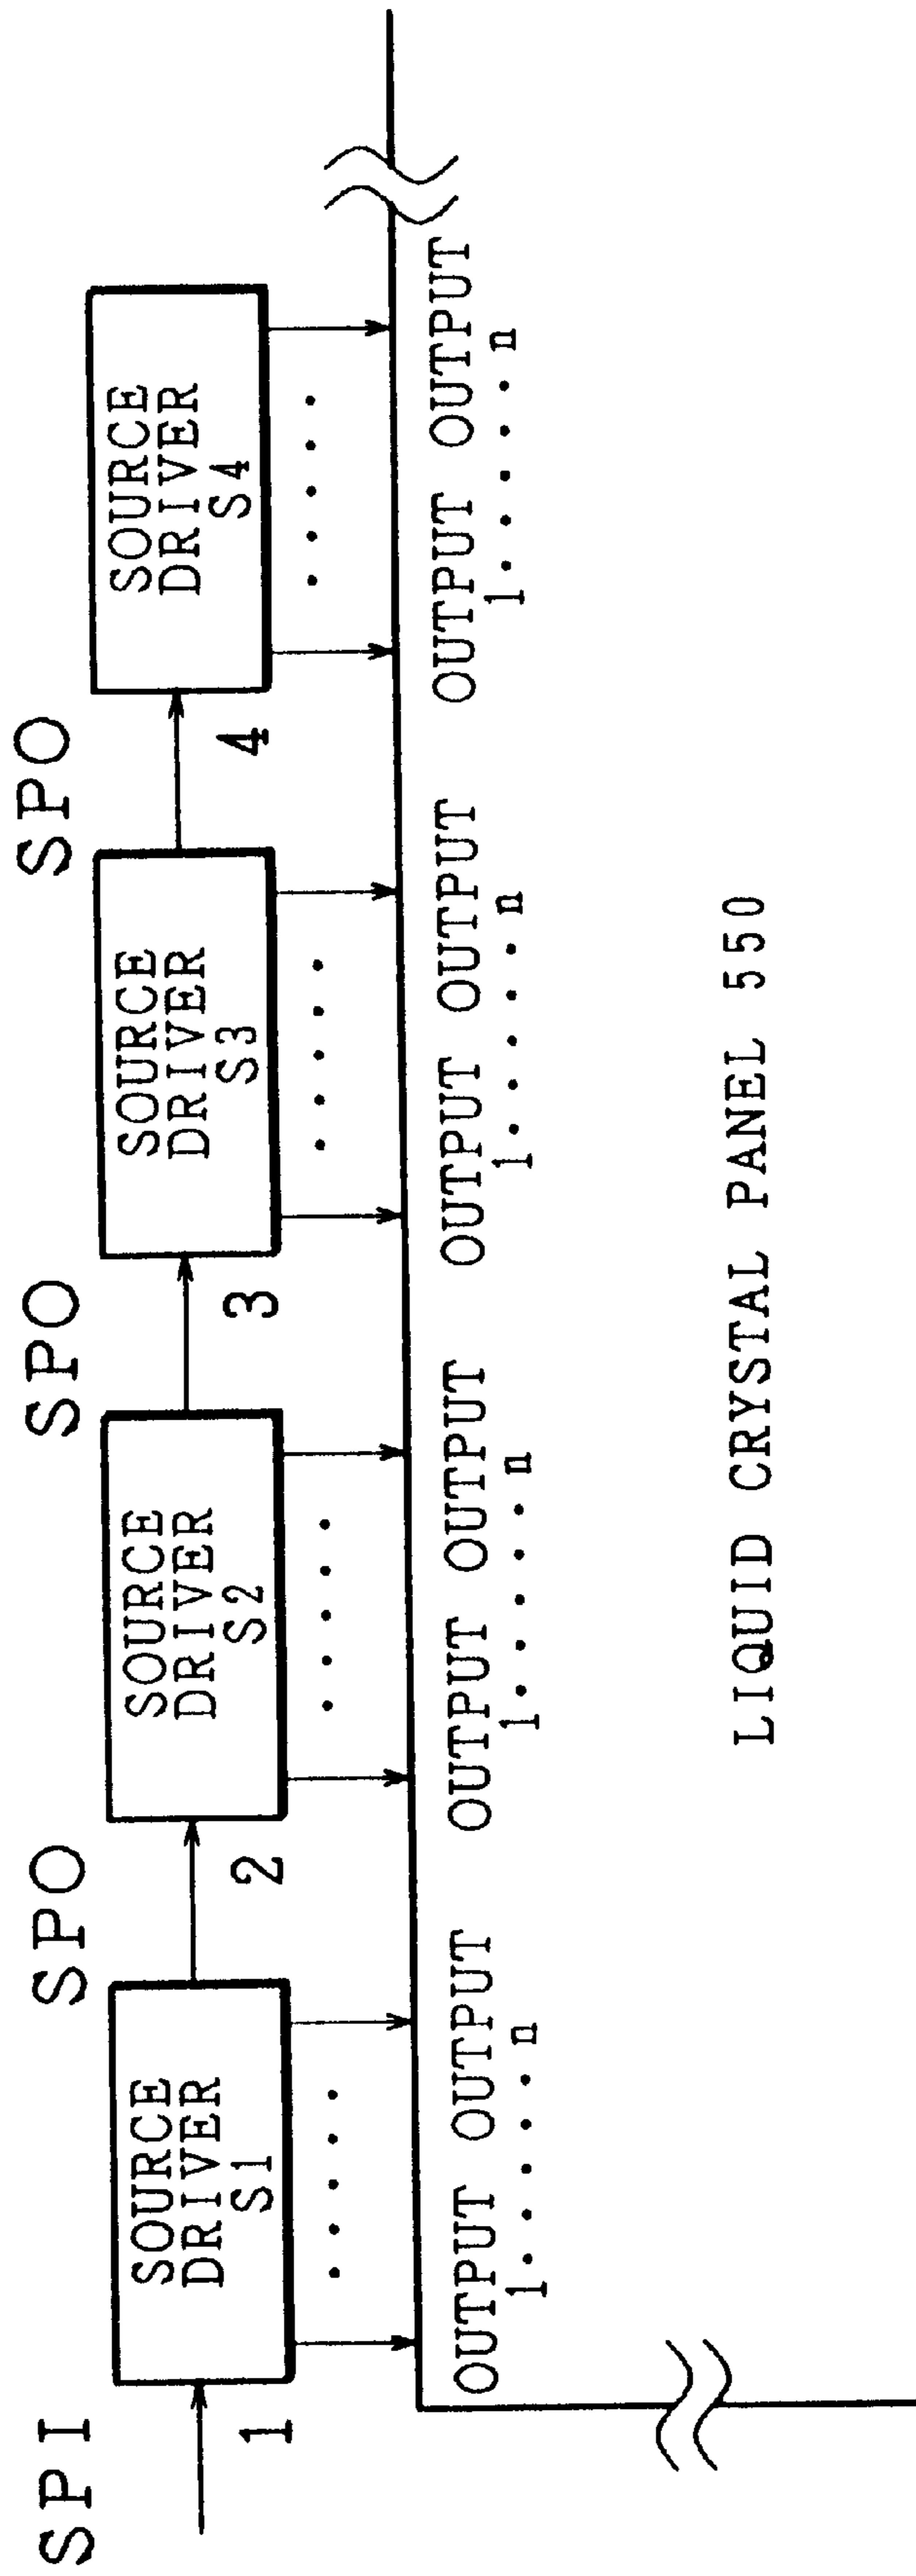 SPI SPO SPO SPO
SOURCE DRIVER S1
SOURCE DRIVER S2
SOURCE DRIVER S3
SOURCE DRIVER S4
1 2 3 4
OUTPUT OUTPUT OUTPUT OUTPUT OUTPUT OUTPUT OUTPUT OUTPUT
1.....n 1.....n 1.....n 1.....n
LIQUID CRYSTAL PANEL 550